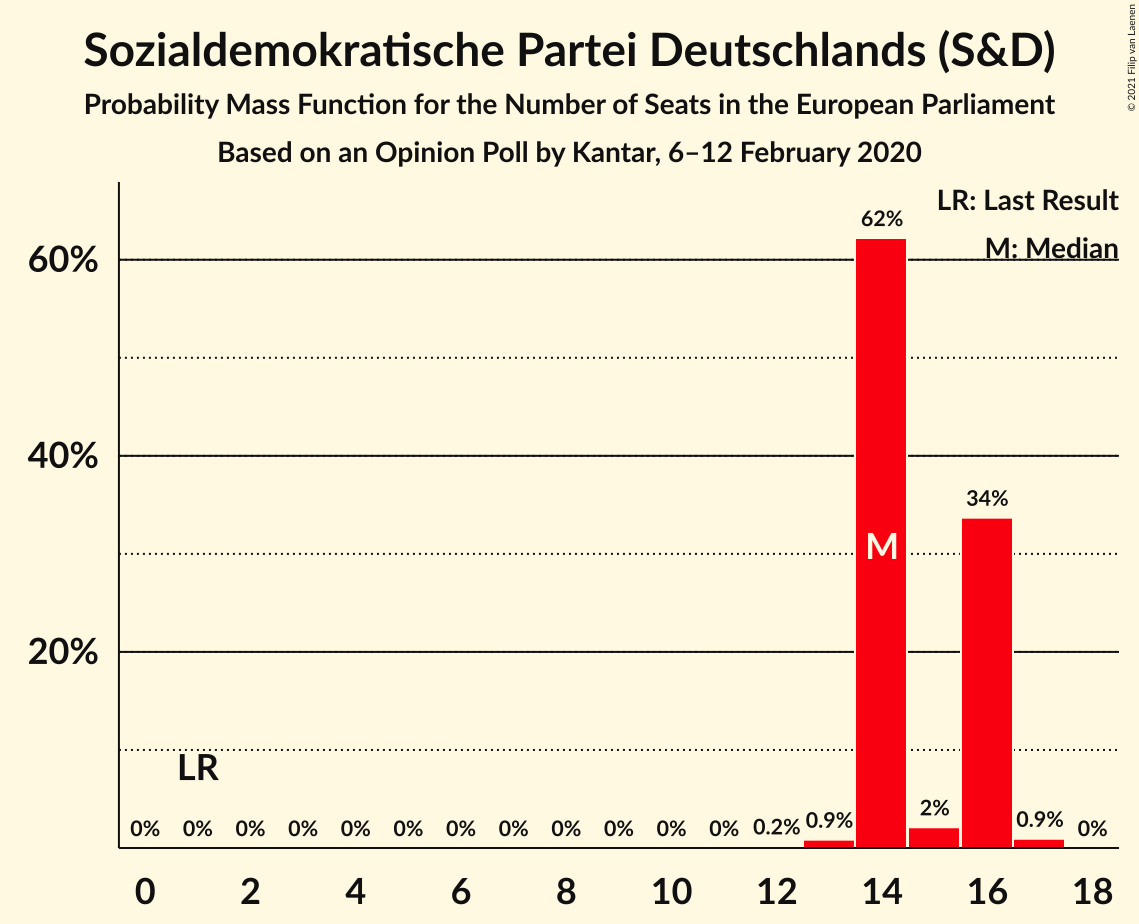 Sozialdemokratische Partei Deutschlands (S&D)
Probability Mass Function for the Number of Seats in the European Parliament
Based on an Opinion Poll by Kantar, 6–12 February 2020
© 2021 Filip van Laenen
LR: Last Result
M: Median
62%
60%
34%
40%
M
20%
LR
0% 0% 0% 0% 0% 0% 0% 0% 0% 0% 0% 0% 0.2% 0.9% 2% 0.9% 0%
0 2 4 6 8 10 12 14 16 18